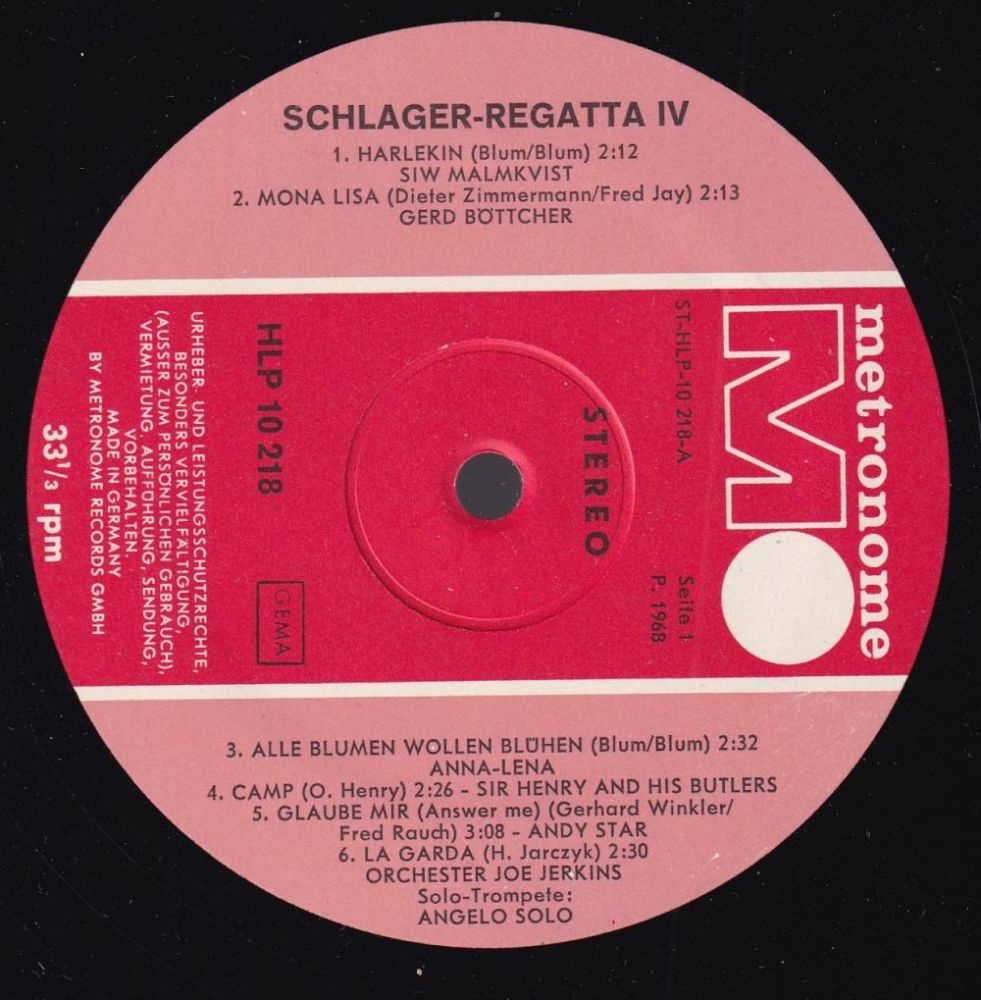 SCHLAGER-REGATTA IV
1. HARLEKIN (Blum/Blum) 2:12
SIW MALMKVIST
2. MONA LISA (Dieter Zimmermann/Fred Jay) 2:13
GERD BÖTTCHER
metronome
M
ST-HLP-10 218-A
Seite 1
P. 1968
STEREO
HLP 10 218
GEMA
URHEBER- UND LEISTUNGSSCHUTZRECHTE,
BESONDERS VERVIELFÄLTIGUNG,
(AUSSER ZUM PERSÖNLICHEN GEBRAUCH),
VERMIETUNG, AUFFÜHRUNG, SENDUNG,
VORBEHALTEN.
MADE IN GERMANY
BY METRONOME RECORDS GMBH
33 1/3 rpm
3. ALLE BLUMEN WOLLEN BLÜHEN (Blum/Blum) 2:32
ANNA-LENA
4. CAMP (O. Henry) 2:26 – SIR HENRY AND HIS BUTLERS
5. GLAUBE MIR (Answer me) (Gerhard Winkler/
Fred Rauch) 3:08 – ANDY STAR
6. LA GARDA (H. Jarczyk) 2:30
ORCHESTER JOE JERKINS
Solo-Trompete:
ANGELO SOLO